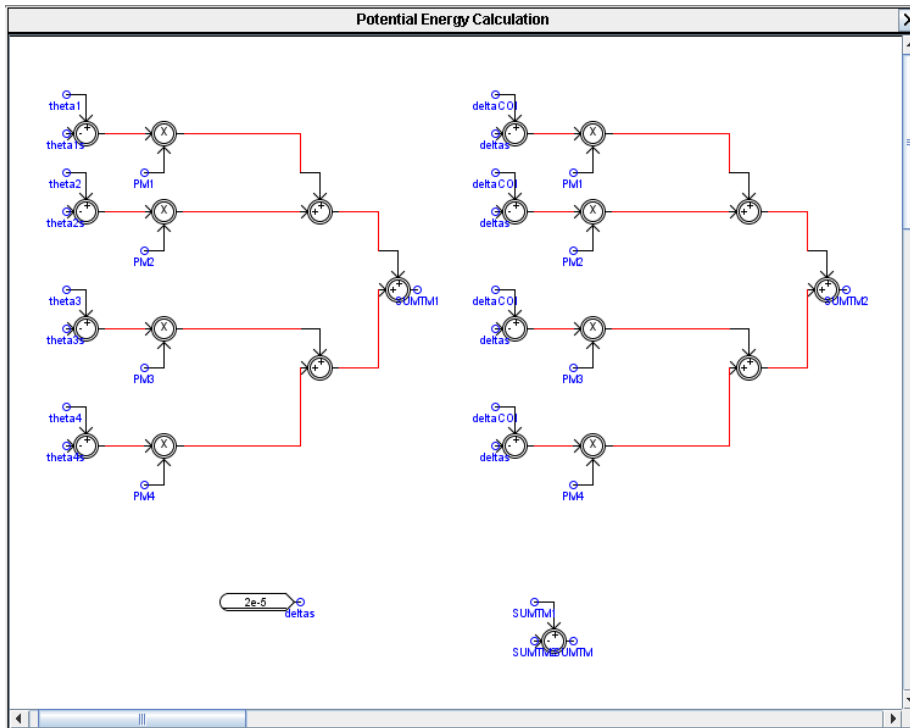 Potential Energy Calculation
theta1
theta1s
PM1
theta2
theta2s
PM2
SUMTM1
theta3
theta3s
PM3
theta4
theta4s
PM4
deltaCOI
deltas
PM1
deltaCOI
deltas
PM2
SUMTM2
deltaCOI
deltas
PM3
deltaCOI
deltas
PM4
2e-5
deltas
SUMTM1
SUMTM